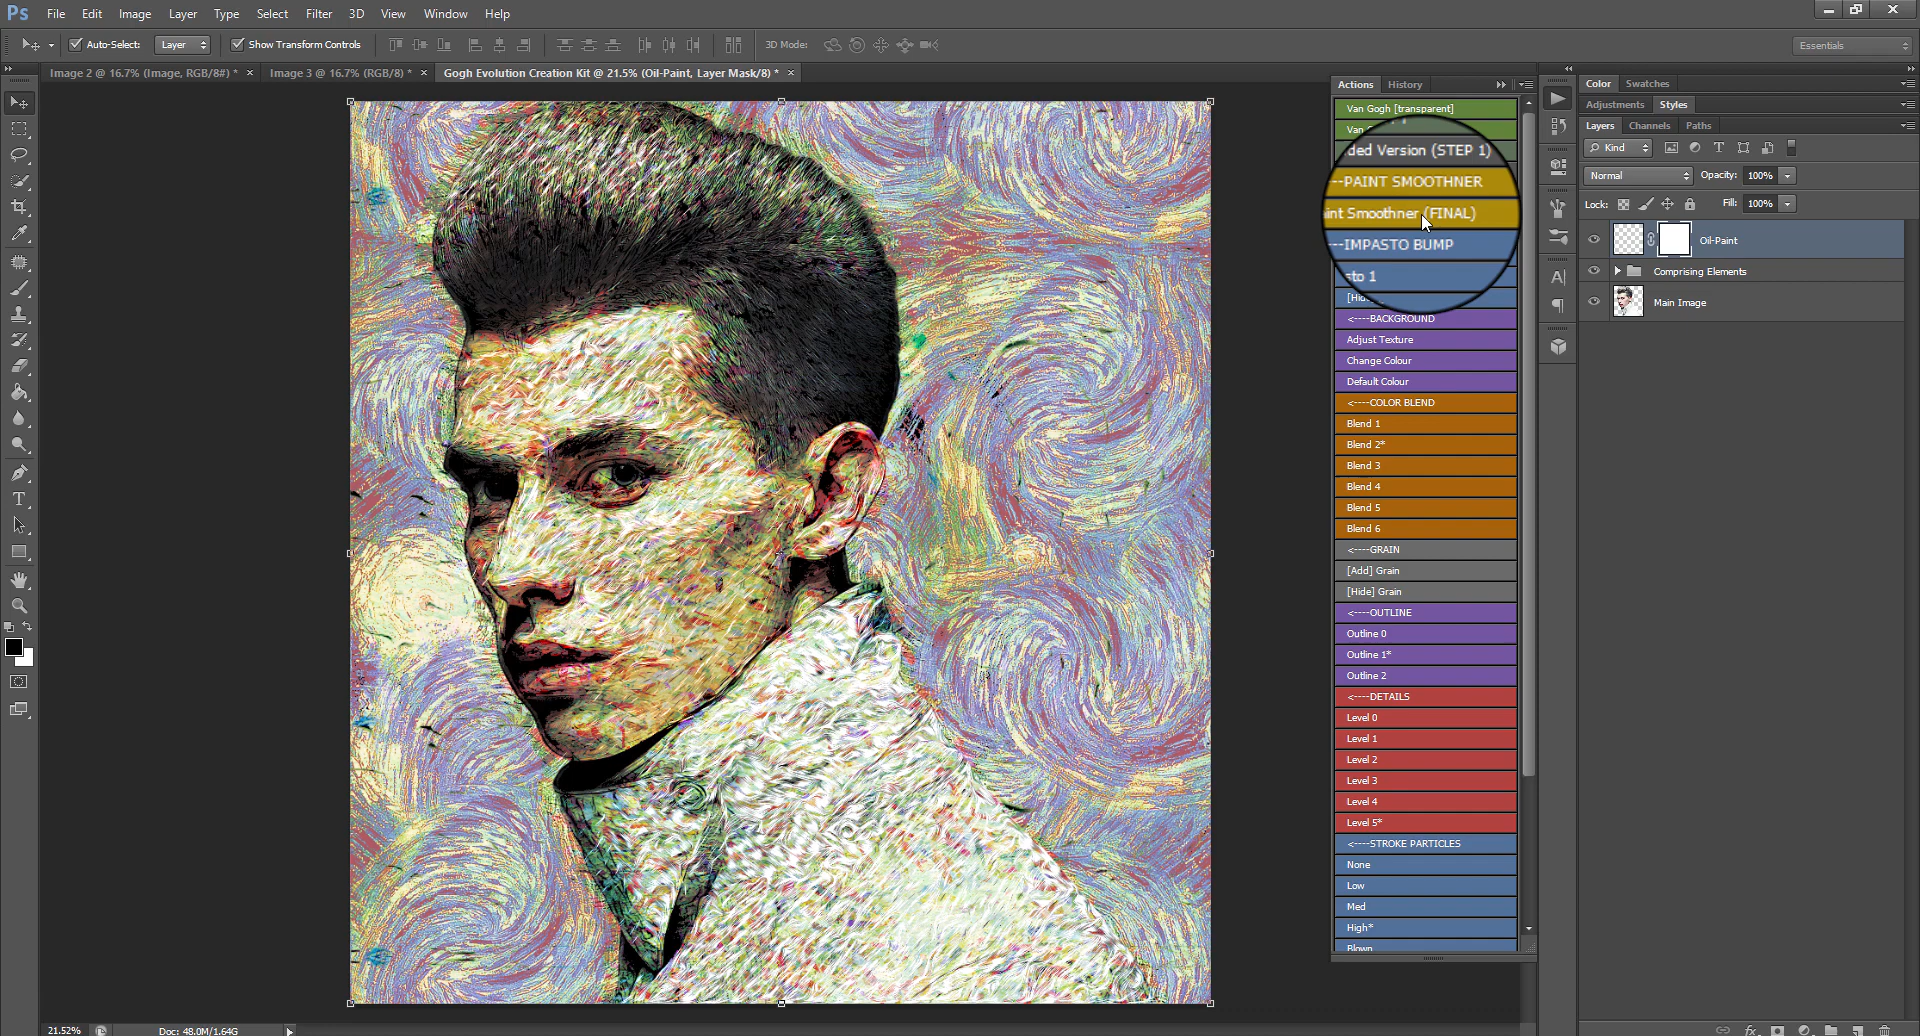 Ps File Edit Image Layer Type Select Filter 3D View Window Help
Auto-Select: Layer Show Transform Controls 3D Mode: Essentials
Image 2 @ 16.7% (Image, RGB/8#) * × Image 3 @ 16.7% (RGB/8) * × Gogh Evolution Creation Kit @ 21.5% (Oil-Paint, Layer Mask/8) * ×
Actions History
Van Gogh [transparent]
ded Version (STEP 1)
--PAINT SMOOTHNER
int Smoothner (FINAL)
--IMPASTO BUMP
sto 1
<----BACKGROUND
Adjust Texture
Change Colour
Default Colour
<----COLOR BLEND
Blend 1
Blend 2*
Blend 3
Blend 4
Blend 5
Blend 6
<----GRAIN
[Add] Grain
[Hide] Grain
<----OUTLINE
Outline 0
Outline 1*
Outline 2
<----DETAILS
Level 0
Level 1
Level 2
Level 3
Level 4
Level 5*
<----STROKE PARTICLES
None
Low
Med
High*
Blown
Color Swatches
Adjustments Styles
Layers Channels Paths
Kind
Normal Opacity: 100%
Lock: Fill: 100%
Oil-Paint
Comprising Elements
Main Image
21.52% Doc: 48.0M/1.64G